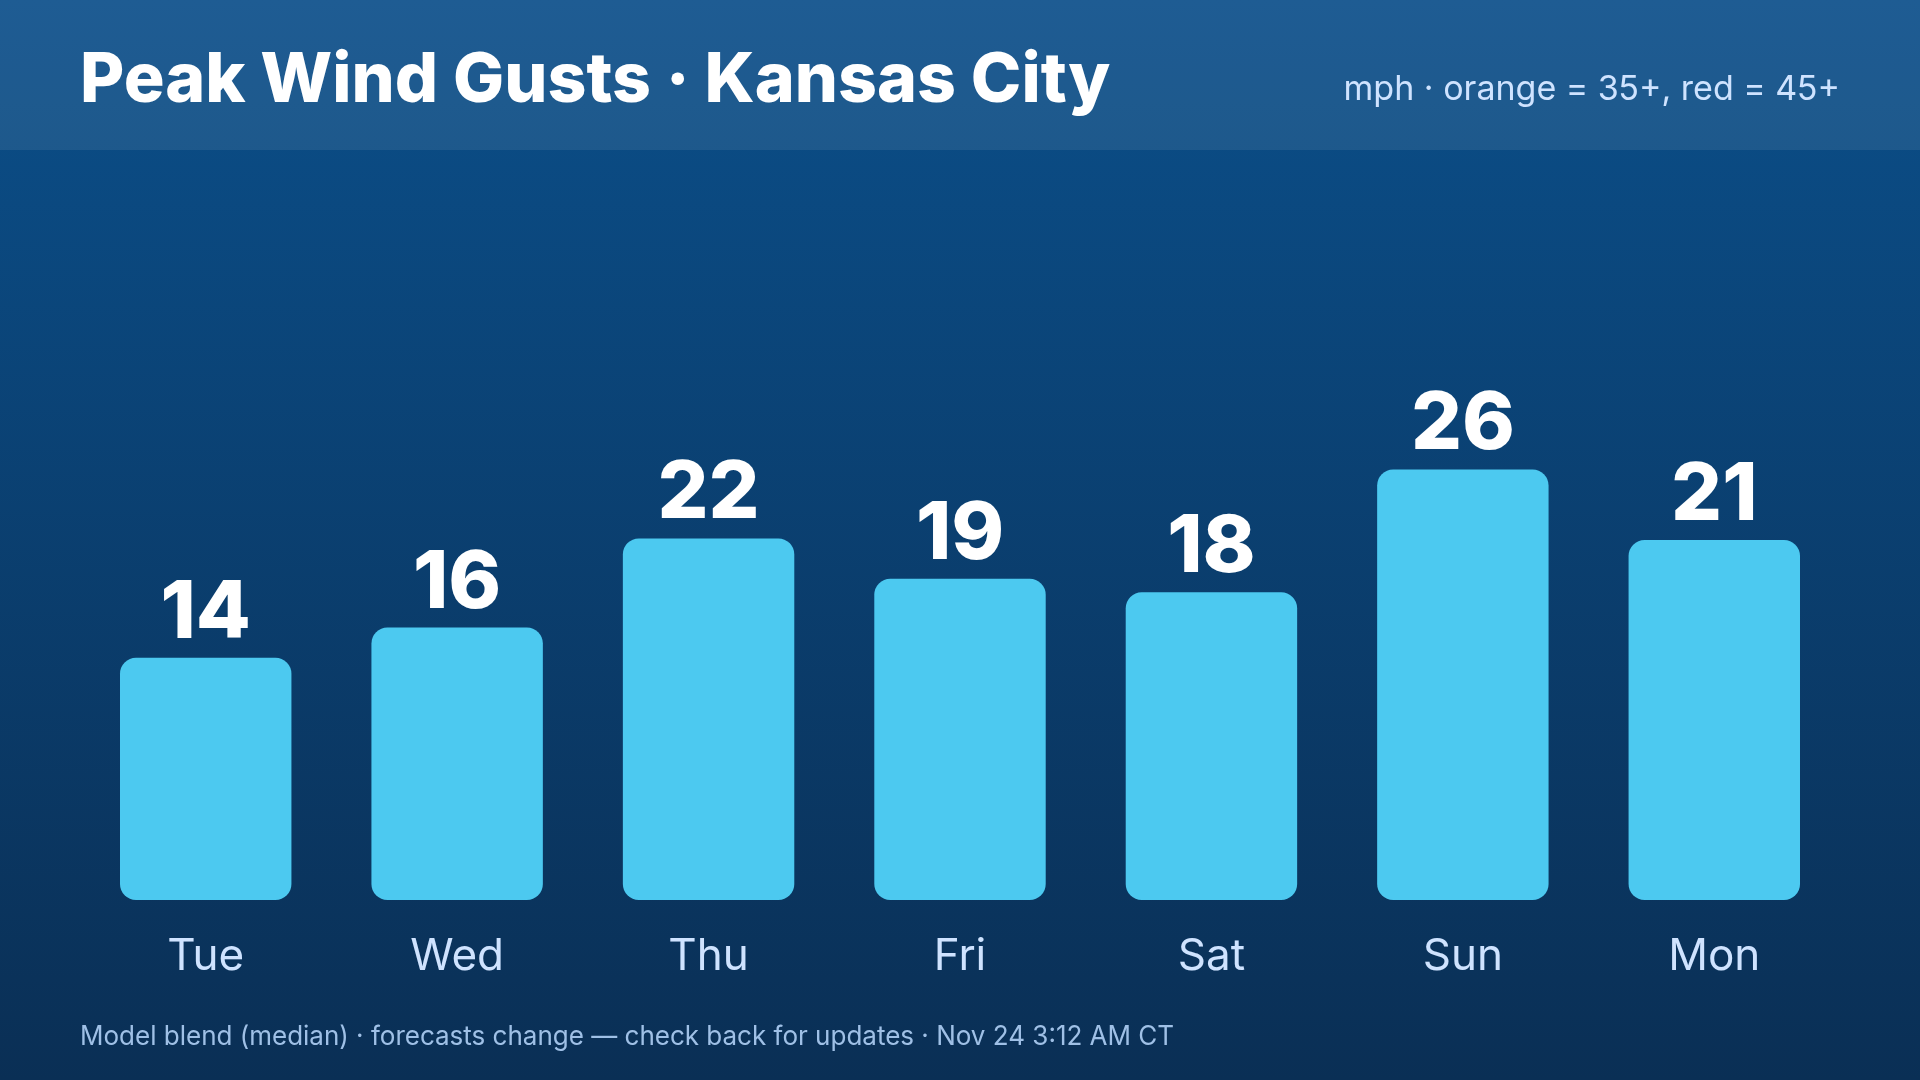 Peak Wind Gusts · Kansas City
mph · orange = 35+, red = 45+
14
16
22
19
18
26
21
Tue
Wed
Thu
Fri
Sat
Sun
Mon
Model blend (median) · forecasts change — check back for updates · Nov 24 3:12 AM CT